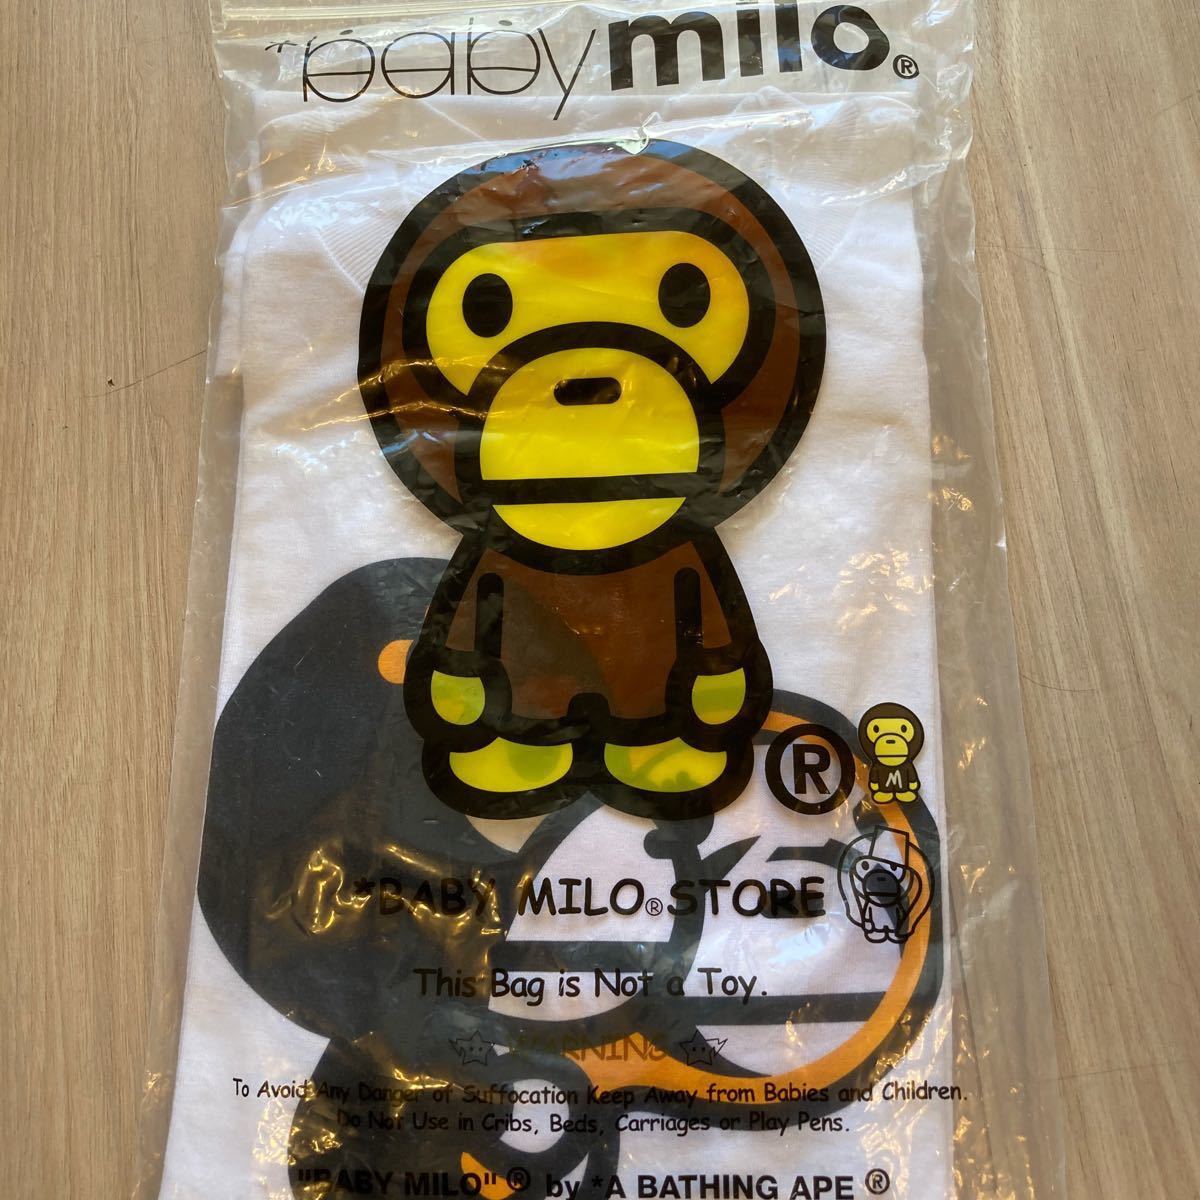 *baby milo®
®
M
*BABY MILO® STORE
This Bag is Not a Toy.
WARNING
To Avoid Any Danger of Suffocation Keep Away from Babies and Children.
Do Not Use in Cribs, Beds, Carriages or Play Pens.
"BABY MILO"® by *A BATHING APE®